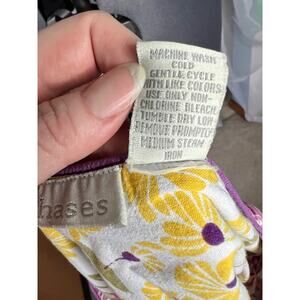 MACHINE WASH
COLD
GENTLE CYCLE
WITH LIKE COLORS
USE ONLY NON-
CHLORINE BLEACH
TUMBLE DRY LOW
REMOVE PROMPTLY
MEDIUM STEAM
IRON
hases